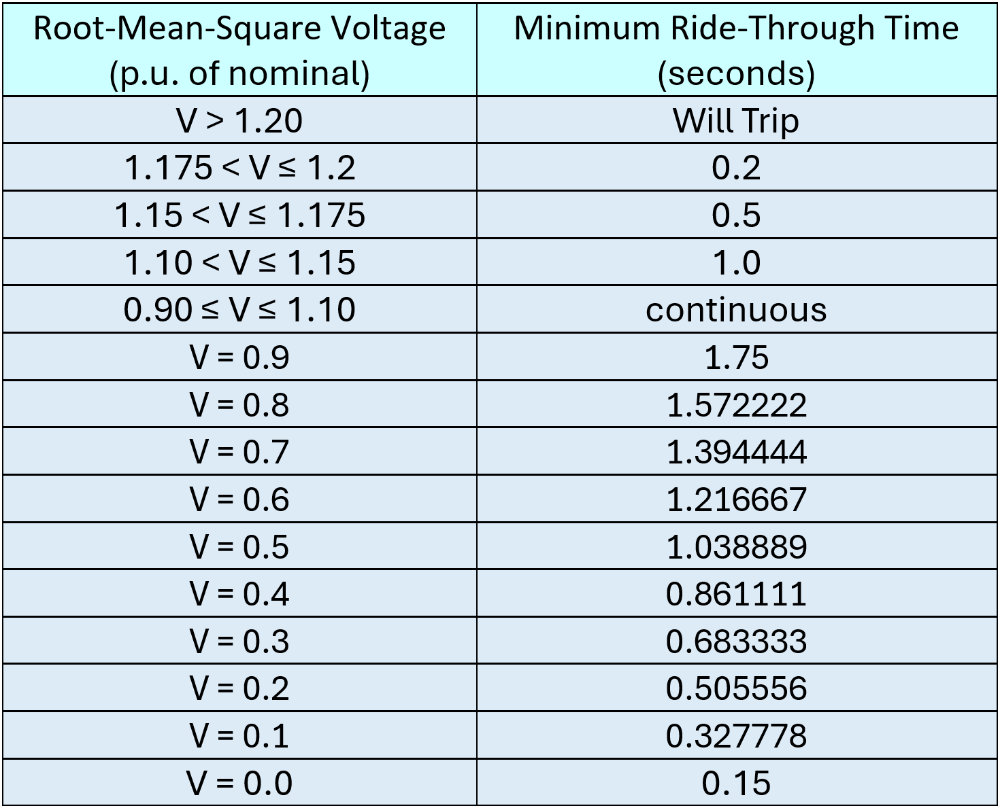 Root-Mean-Square Voltage
(p.u. of nominal)
Minimum Ride-Through Time
(seconds)
V > 1.20
Will Trip
1.175 < V ≤ 1.2
0.2
1.15 < V ≤ 1.175
0.5
1.10 < V ≤ 1.15
1.0
0.90 ≤ V ≤ 1.10
continuous
V = 0.9
1.75
V = 0.8
1.572222
V = 0.7
1.394444
V = 0.6
1.216667
V = 0.5
1.038889
V = 0.4
0.861111
V = 0.3
0.683333
V = 0.2
0.505556
V = 0.1
0.327778
V = 0.0
0.15